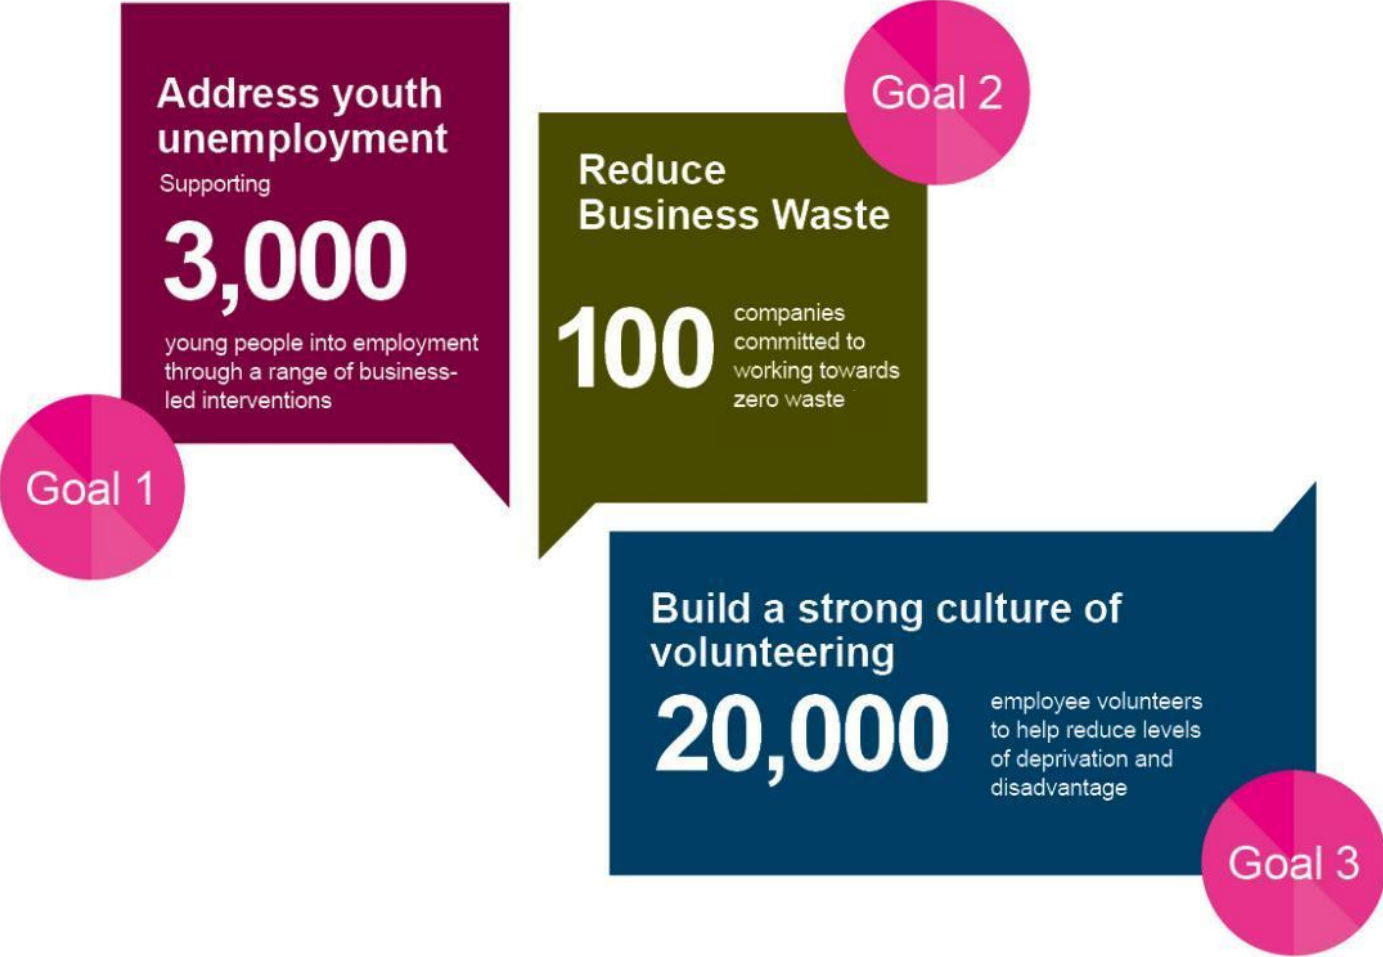 Address youth
unemployment
Supporting
3,000
young people into employment
through a range of business-
led interventions
Goal 1
Goal 2
Reduce
Business Waste
100
companies
committed to
working towards
zero waste
Build a strong culture of
volunteering
20,000
employee volunteers
to help reduce levels
of deprivation and
disadvantage
Goal 3